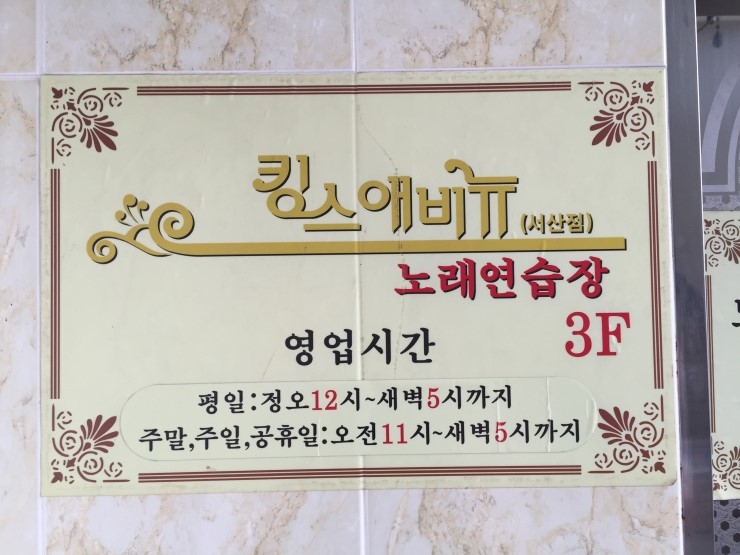 킹스애비뉴 (서산점)
노래연습장
3F
영업시간
평일:정오12시~새벽5시까지
주말,주일,공휴일:오전11시~새벽5시까지